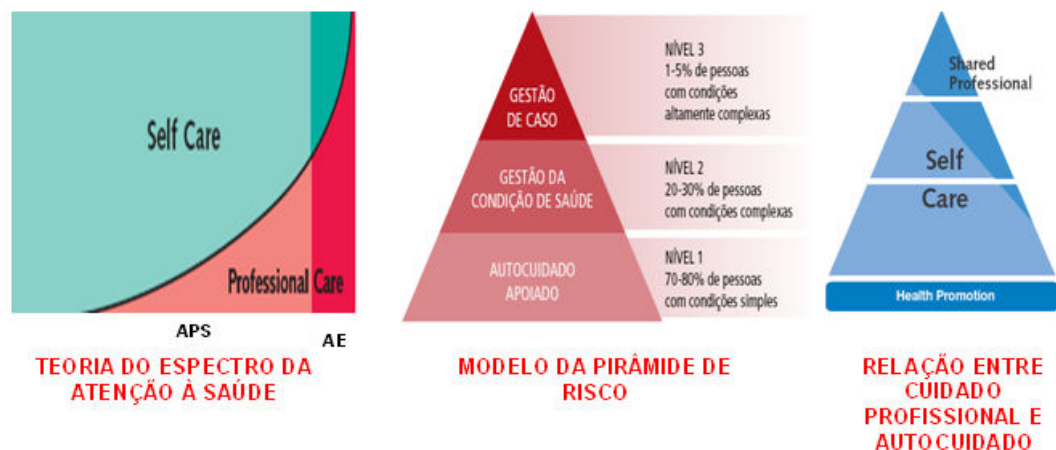 Self Care
Professional Care
APS
AE
TEORIA DO ESPECTRO DA
ATENÇÃO À SAÚDE
GESTÃO
DE CASO
GESTÃO DA
CONDIÇÃO DE SAÚDE
AUTOCUIDADO
APOIADO
NÍVEL 3
1-5% de pessoas
com condições
altamente complexas
NÍVEL 2
20-30% de pessoas
com condições complexas
NÍVEL 1
70-80% de pessoas
com condições simples
MODELO DA PIRÂMIDE DE
RISCO
Shared
Professional
Self
Care
Health Promotion
RELAÇÃO ENTRE
CUIDADO
PROFISSIONAL E
AUTOCUIDADO